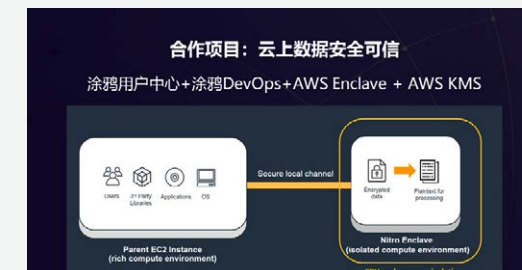 合作项目：云上数据安全可信
涂鸦用户中心+涂鸦DevOps+AWS Enclave + AWS KMS
Secure local channel
Users
3rd Party
Libraries
Applications
OS
Encrypted
data
Plaintext for
processing
Parent EC2 Instance
(rich compute environment)
Nitro Enclave
(isolated compute environment)